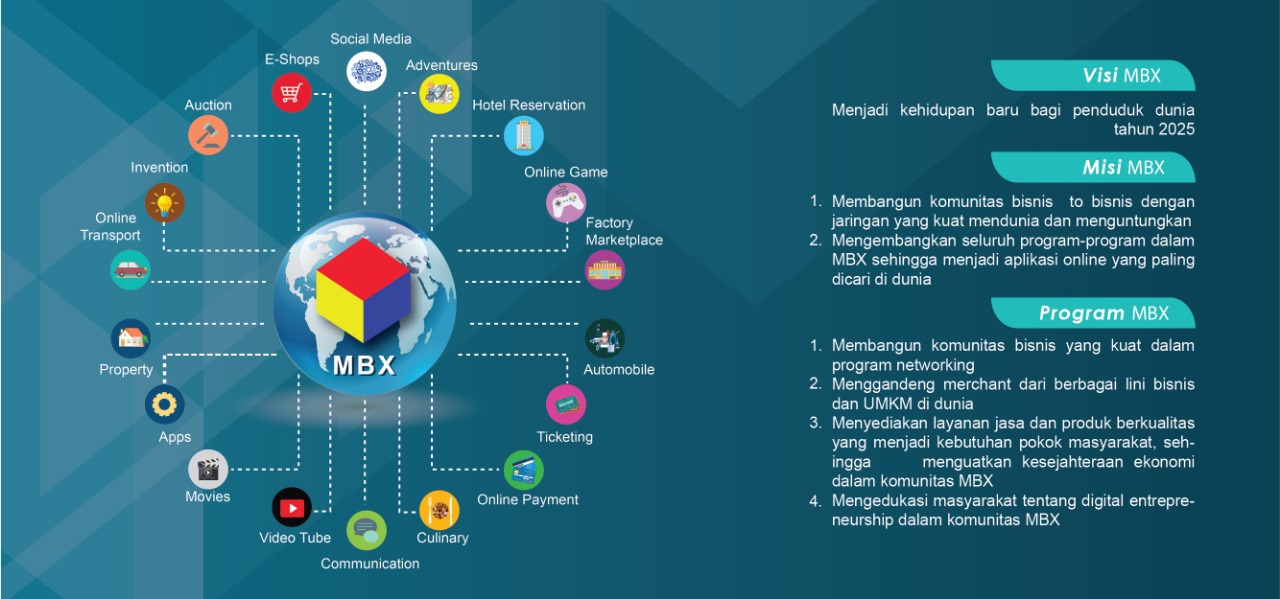 Social Media
E-Shops
Adventures
Auction
Hotel Reservation
Invention
Online Game
Online
Transport
Factory
Marketplace
MBX
Property
Automobile
Apps
Ticketing
Movies
Online Payment
Video Tube
Culinary
Communication
Visi MBX
Menjadi kehidupan baru bagi penduduk dunia
tahun 2025
Misi MBX
1. Membangun komunitas bisnis to bisnis dengan
jaringan yang kuat mendunia dan menguntungkan
2. Mengembangkan seluruh program-program dalam
MBX sehingga menjadi aplikasi online yang paling
dicari di dunia
Program MBX
1. Membangun komunitas bisnis yang kuat dalam
program networking
2. Menggandeng merchant dari berbagai lini bisnis
dan UMKM di dunia
3. Menyediakan layanan jasa dan produk berkualitas
yang menjadi kebutuhan pokok masyarakat, seh-
ingga menguatkan kesejahteraan ekonomi
dalam komunitas MBX
4. Mengedukasi masyarakat tentang digital entrepre-
neurship dalam komunitas MBX